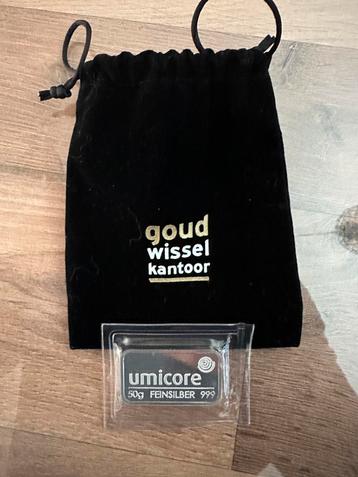 goud
wissel
kantoor
umicore
50g FEINSILBER 999